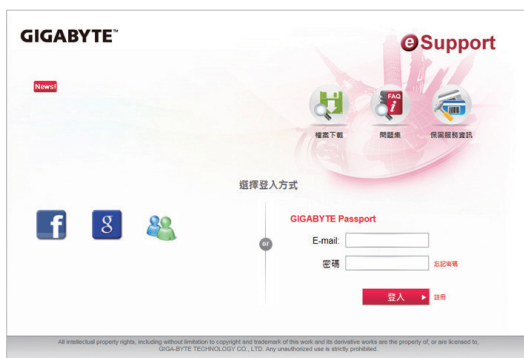 GIGABYTE™
eSupport
News!
FAQ
檔案下載
問題集
保固服務資訊
選擇登入方式
GIGABYTE Passport
or
E-mail:
密碼
忘記密碼
登入
註冊
All intellectual property rights, including without limitation to copyright and trademark of this work and its derivative works are the property of, or are licensed to,
GIGA-BYTE TECHNOLOGY CO., LTD. Any unauthorized use is strictly prohibited.